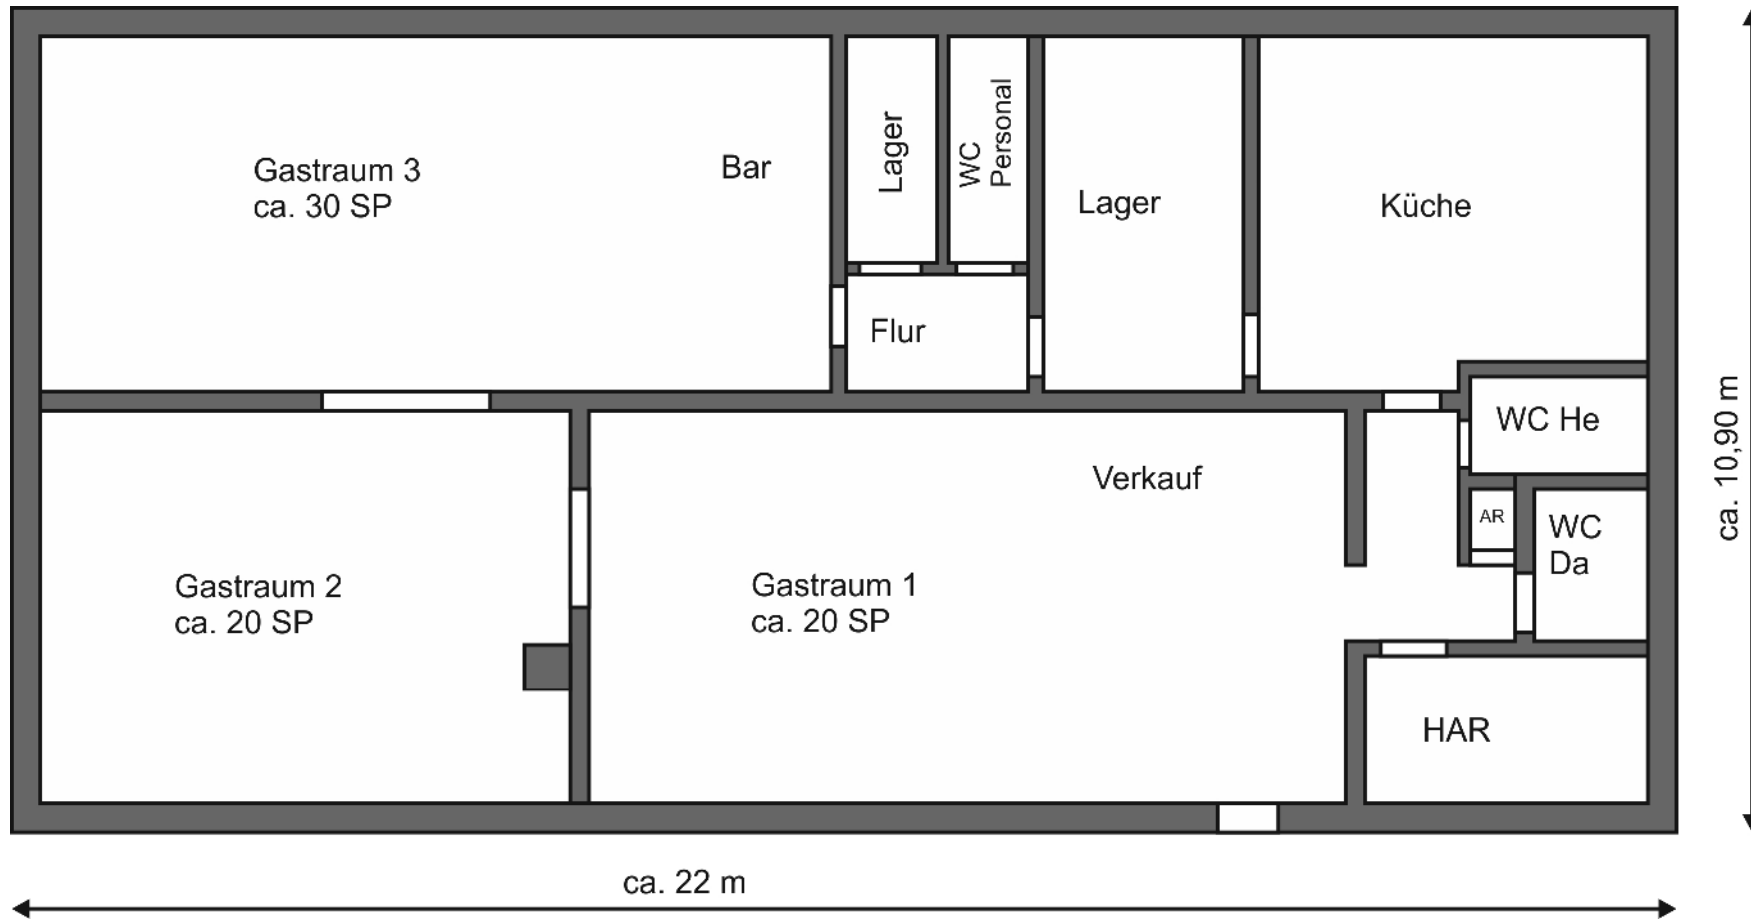 Gastraum 3
ca. 30 SP
Bar
Lager
WC
Personal
Lager
Küche
Flur
WC He
Verkauf
AR
WC
Da
Gastraum 2
ca. 20 SP
Gastraum 1
ca. 20 SP
HAR
ca. 10,90 m
ca. 22 m